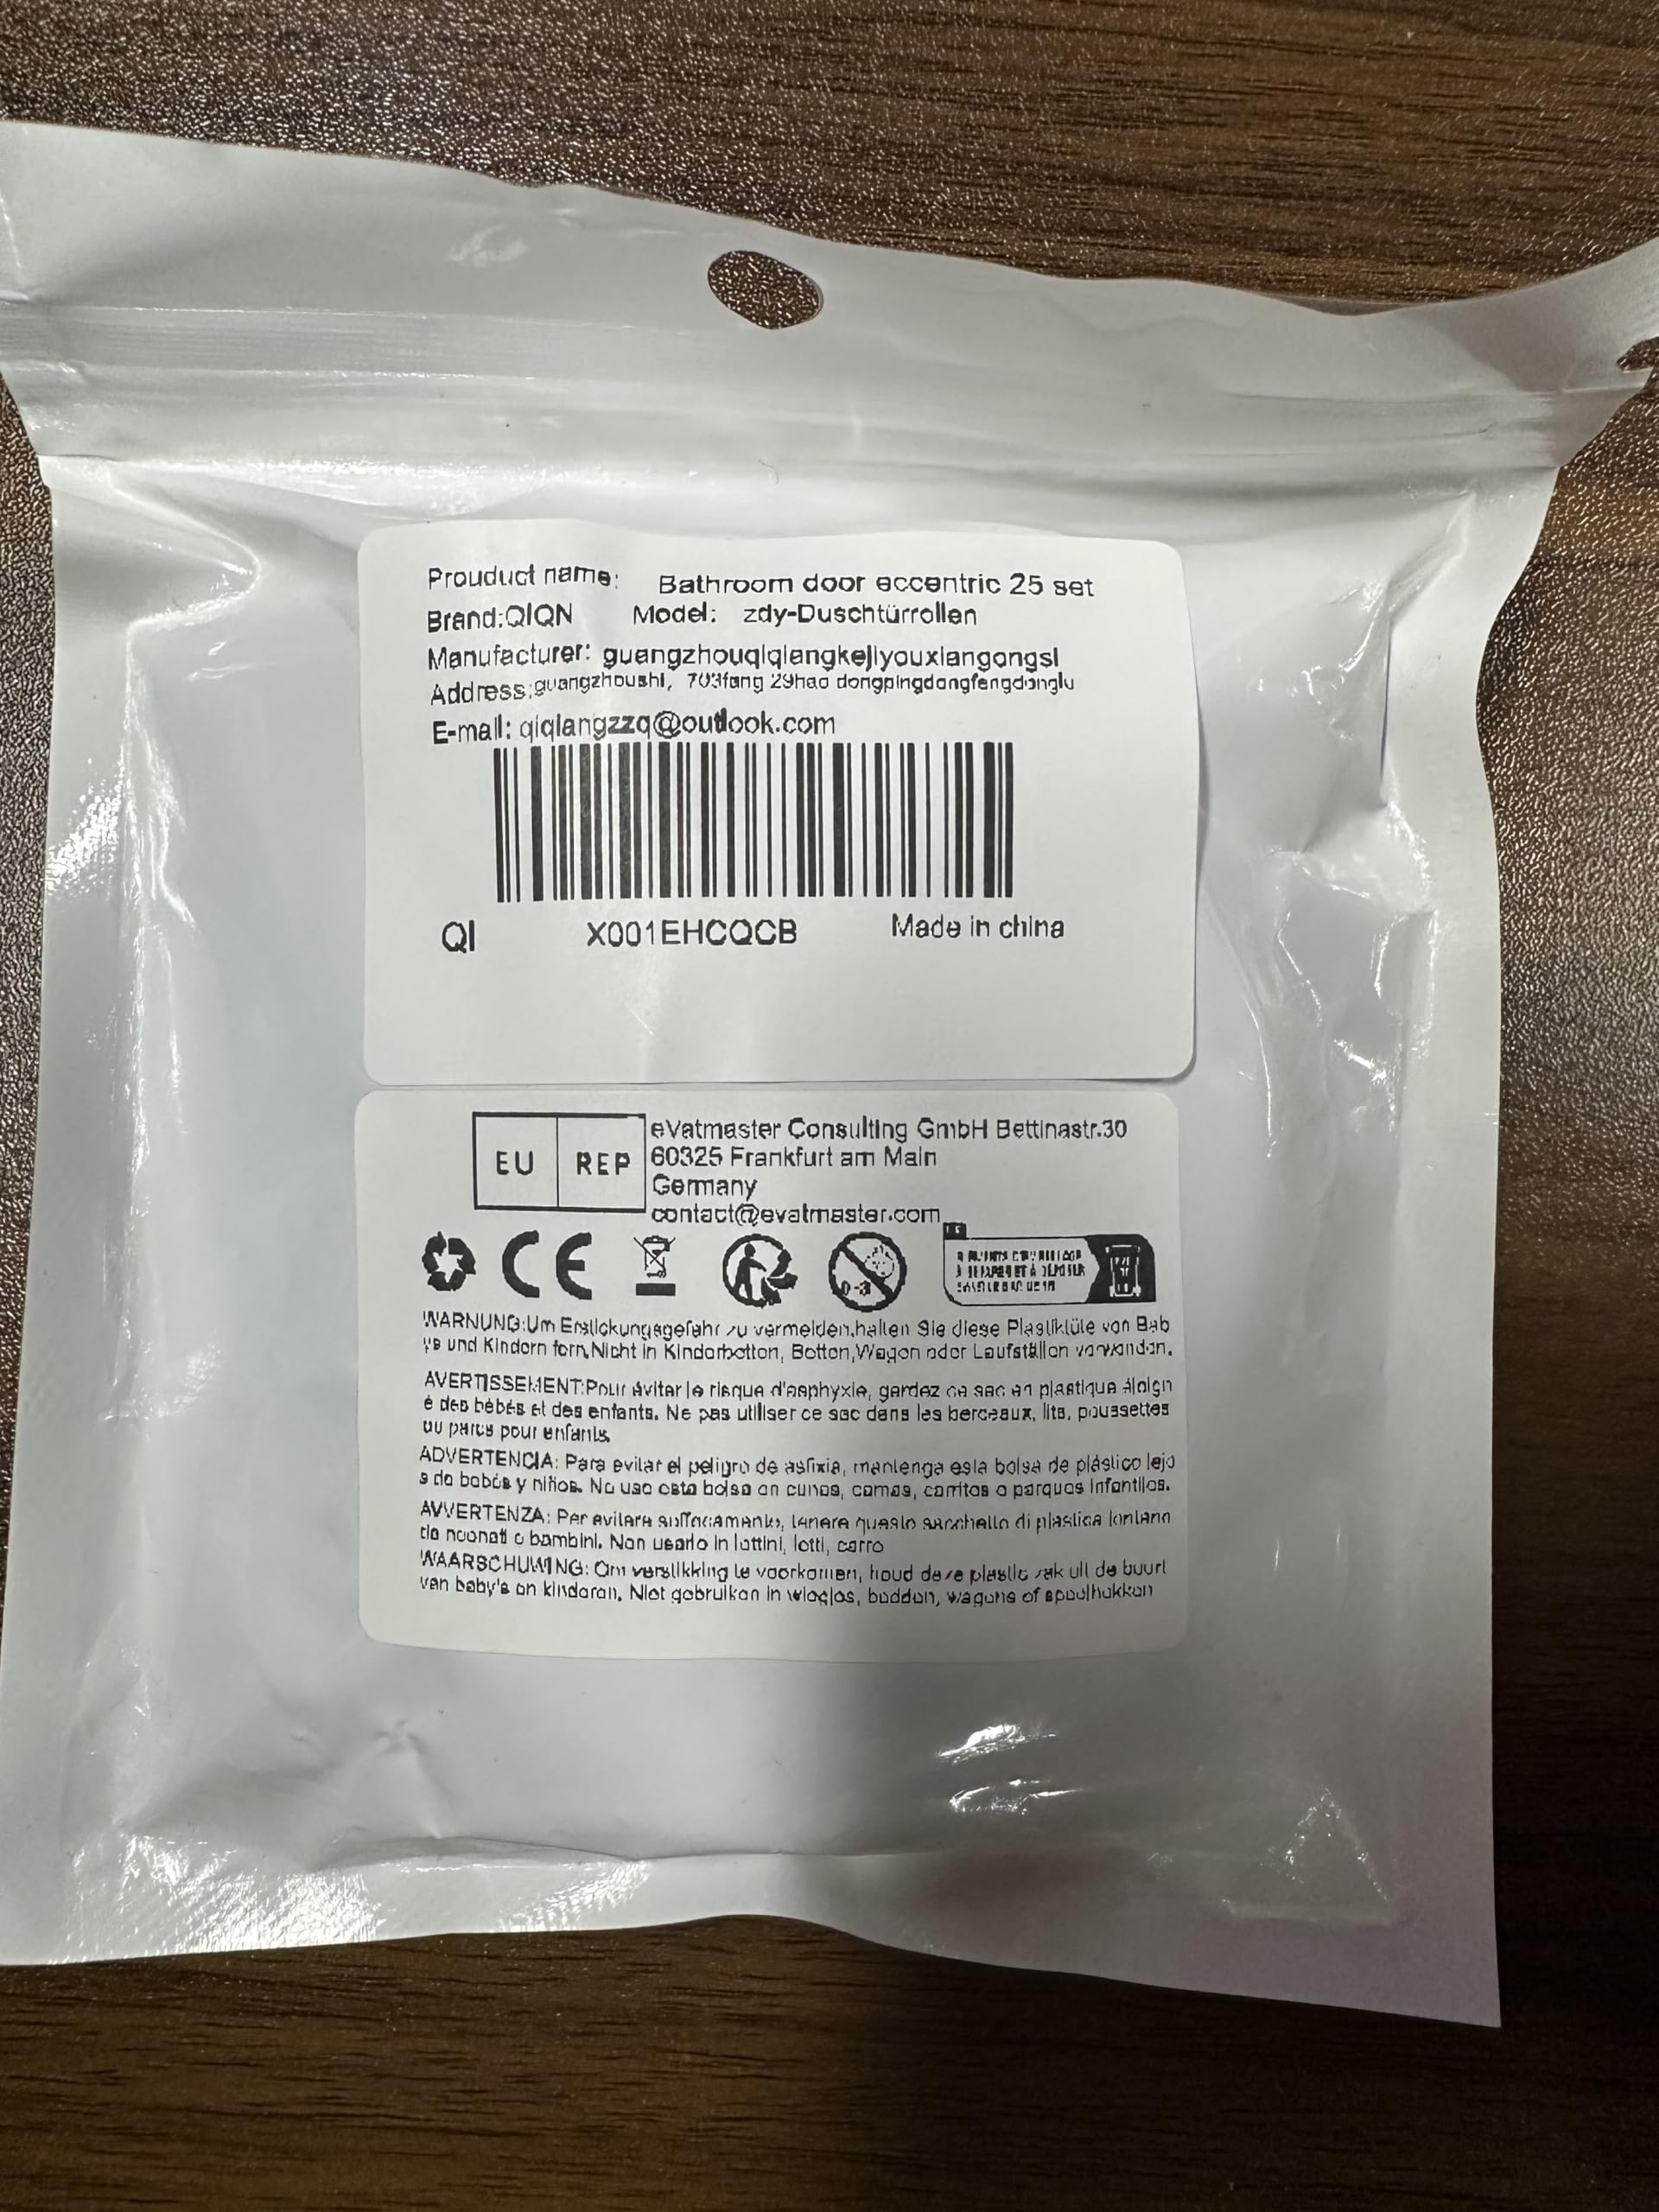 Prouduct name: Bathroom door eccentric 25 set
Brand:QIQN Model: zdy-Duschtürrollen
Manufacturer: guangzhouqiqiangkejiyouxiangongsi
Address:guangzhoushi, 703fang 29hao dongpingdongfengdonglu
E-mail: qiqiangzzq@outlook.com
QI X001EHCQCB Made in china
EU REP
eVatmaster Consulting GmbH Bettinastr.30
60325 Frankfurt am Main
Germany
contact@evatmaster.com
CE
0-3
WARNUNG:Um Erstickungsgefahr zu vermeiden,halten Sie diese Plastiktüte von Bab
ys und Kindern fern,Nicht in Kinderbetten, Betten,Wagen oder Laufställen verwenden.
AVERTISSEMENT:Pour éviter le risque d'asphyxie, gardez ce sac en plastique éloign
é des bébés et des enfants. Ne pas utiliser ce sac dans les berceaux, lits, poussettes
ou parcs pour enfants.
ADVERTENCIA: Para evitar el peligro de asfixia, mantenga esta bolsa de plástico lejo
s de bebés y niños. No use esta bolsa en cunas, camas, carritos o parques infantiles.
AVVERTENZA: Per evitare soffocamento, tenere questo sacchetto di plastica lontano
da neonati o bambini. Non usarlo in lettini, letti, carro
WAARSCHUWING: Om verstikking te voorkomen, houd deze plastic zak uit de buurt
van baby's en kinderen. Niet gebruiken in wiegjes, bedden, wagens of speelhekken